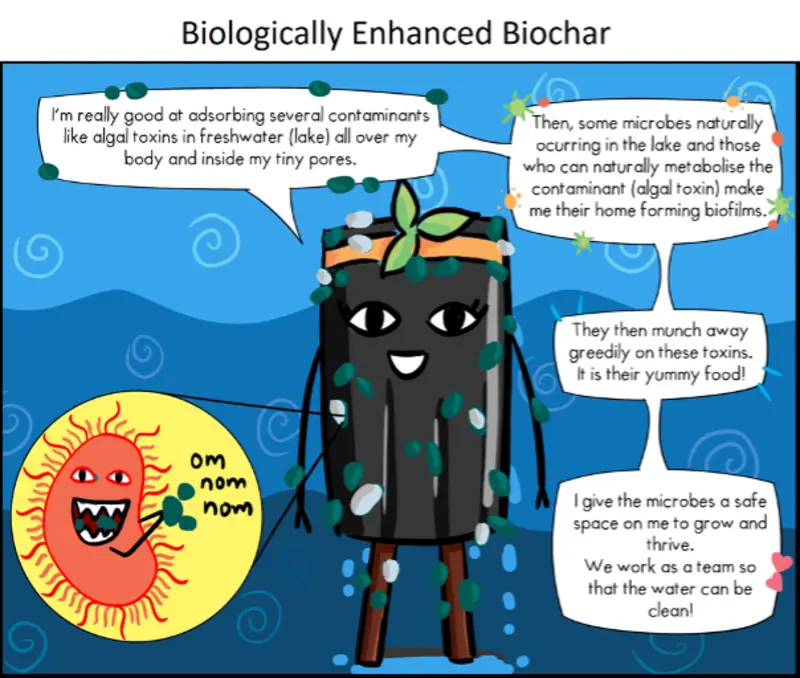 Biologically Enhanced Biochar
I'm really good at adsorbing several contaminants
like algal toxins in freshwater (lake) all over my
body and inside my tiny pores.
Then, some microbes naturally
ocurring in the lake and those
who can naturally metabolise the
contaminant (algal toxin) make
me their home forming biofilms.
They then munch away
greedily on these toxins.
It is their yummy food!
om
nom
nom
I give the microbes a safe
space on me to grow and
thrive.
We work as a team so
that the water can be
clean!